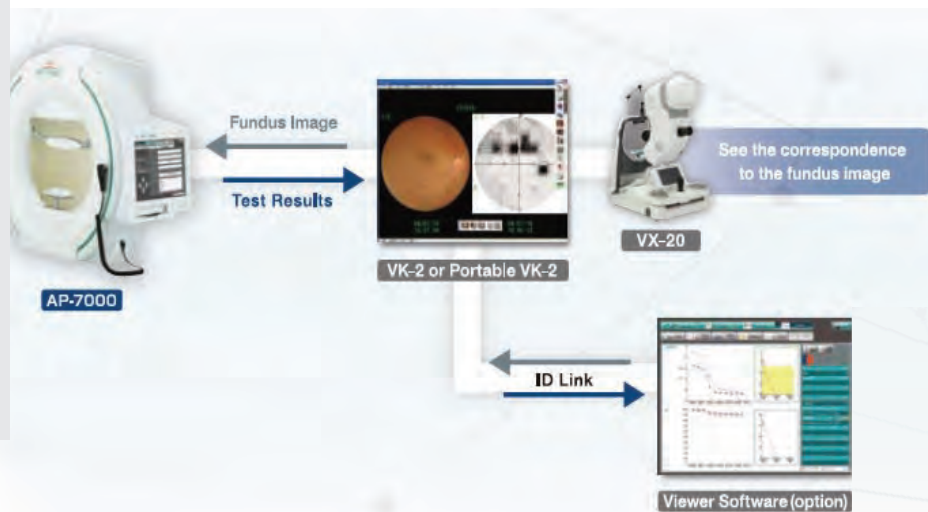 Fundus Image
Test Results
See the correspondence
to the fundus image
VX-20
VK-2 or Portable VK-2
AP-7000
ID Link
Viewer Software (option)